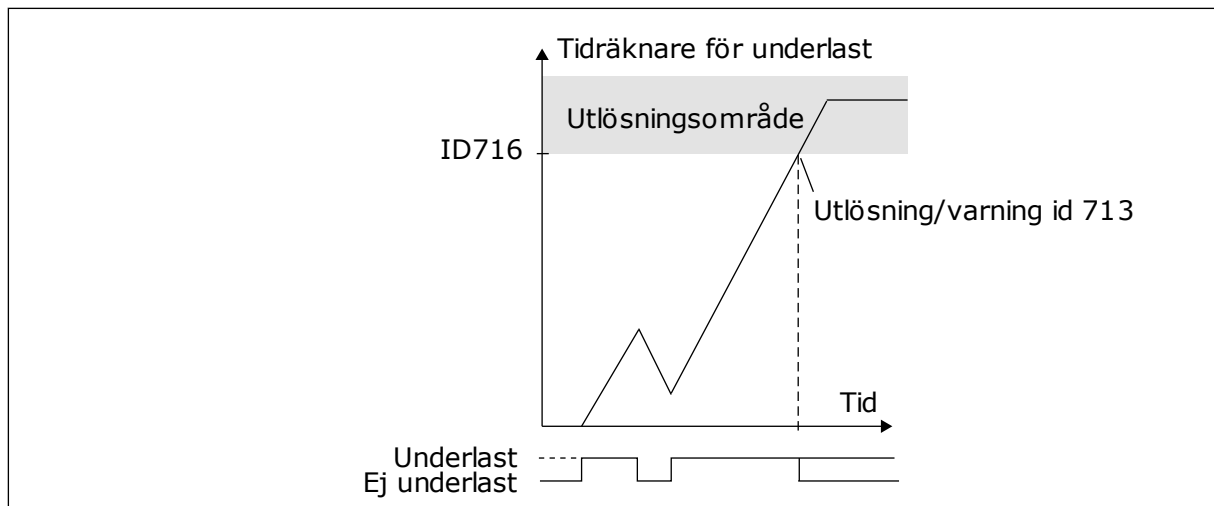 Tidräknare för underlast
Utlösningsområde
ID716
Utlösning/varning id 713
Tid
Underlast
Ej underlast